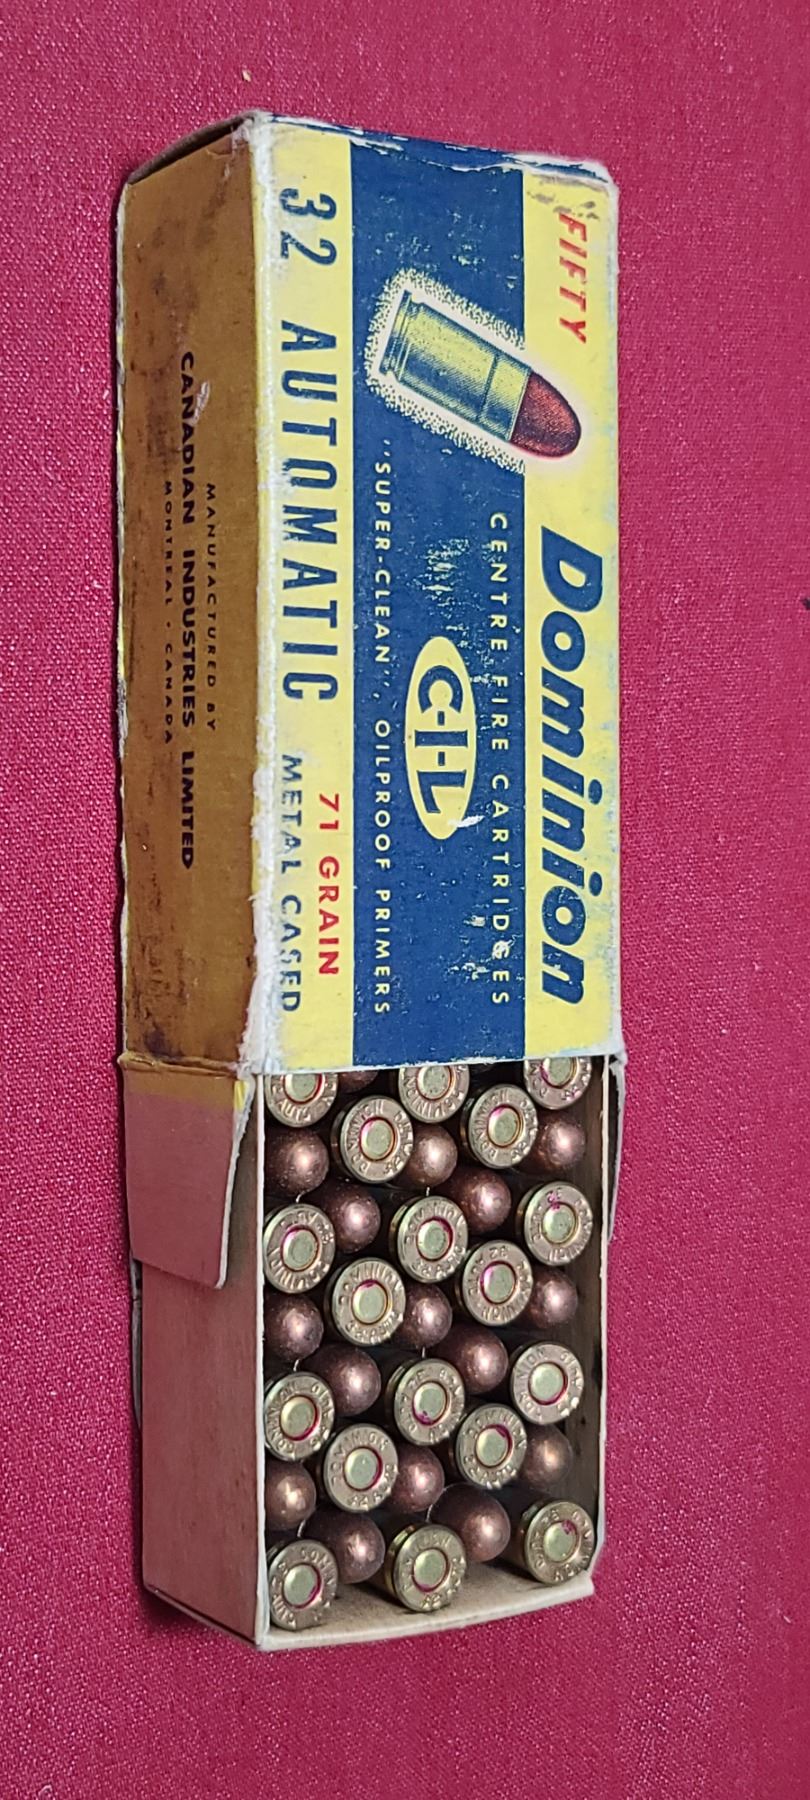 FIFTY
Dominion
CENTRE FIRE CARTRIDGES
C-I-L
"SUPER-CLEAN", OILPROOF PRIMERS
32 AUTOMATIC
71 GRAIN
METAL CASED
MANUFACTURED BY
CANADIAN INDUSTRIES LIMITED
MONTREAL · CANADA